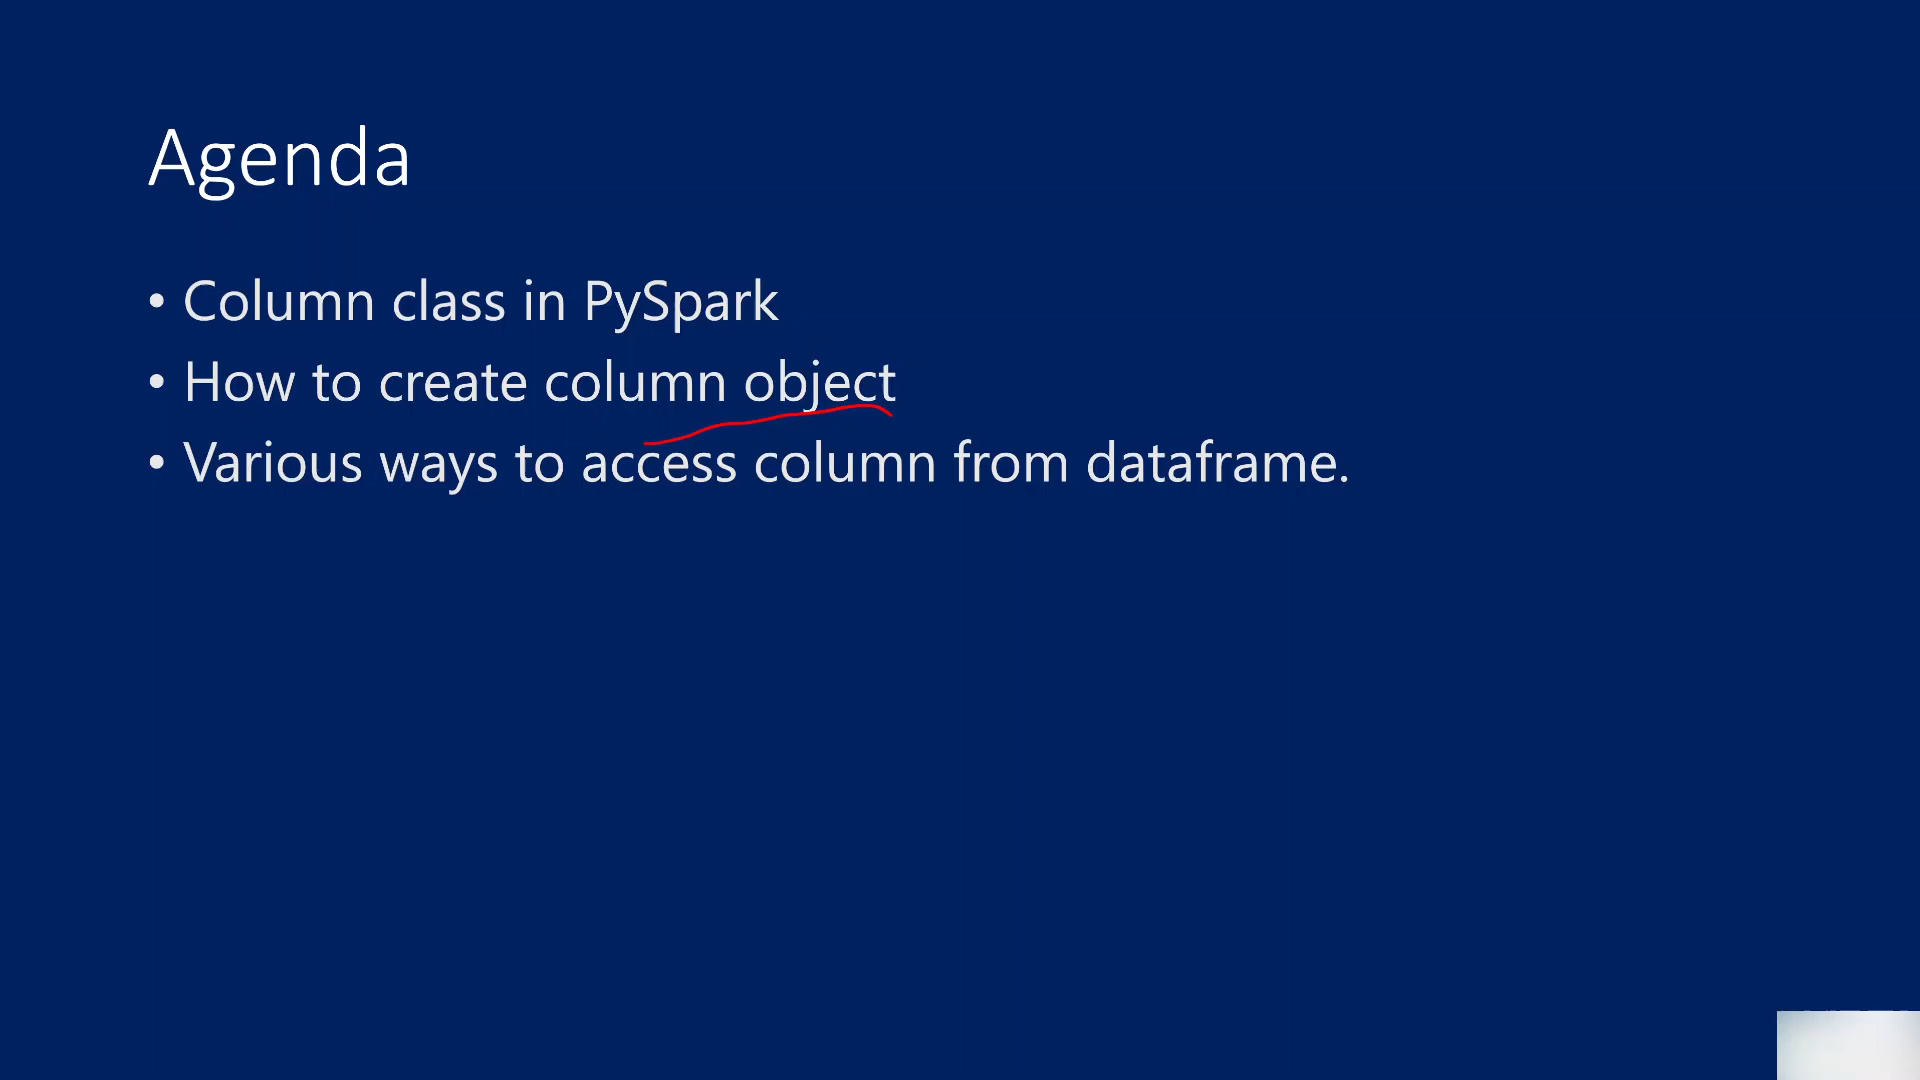 Agenda
• Column class in PySpark
• How to create column object
• Various ways to access column from dataframe.